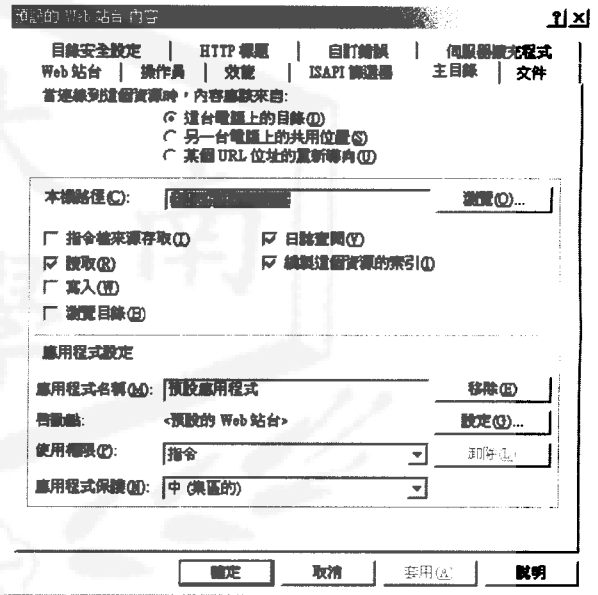 預設的 Web 站台 內容
目錄安全設定 HTTP 標題 自訂錯誤 伺服器擴充程式
Web 站台 操作員 效能 ISAPI 篩選器 主目錄 文件
當連線到這個資源時，內容應該來自:
這台電腦上的目錄(D)
另一台電腦上的共用位置(S)
某個 URL 位址的重新導向(U)
本機路徑(C): 瀏覽(O)...
指令檔來源存取(T) 日誌查閱(V)
讀取(R) 編製這個資源的索引(I)
寫入(W)
瀏覽目錄(B)
應用程式設定
應用程式名稱(M): 預設應用程式 移除(E)
啟動點: <預設的 Web 站台> 設定(G)...
使用權限(P): 指令 卸除(L)
應用程式保護(N): 中 (集區的)
確定 取消 套用(A) 說明